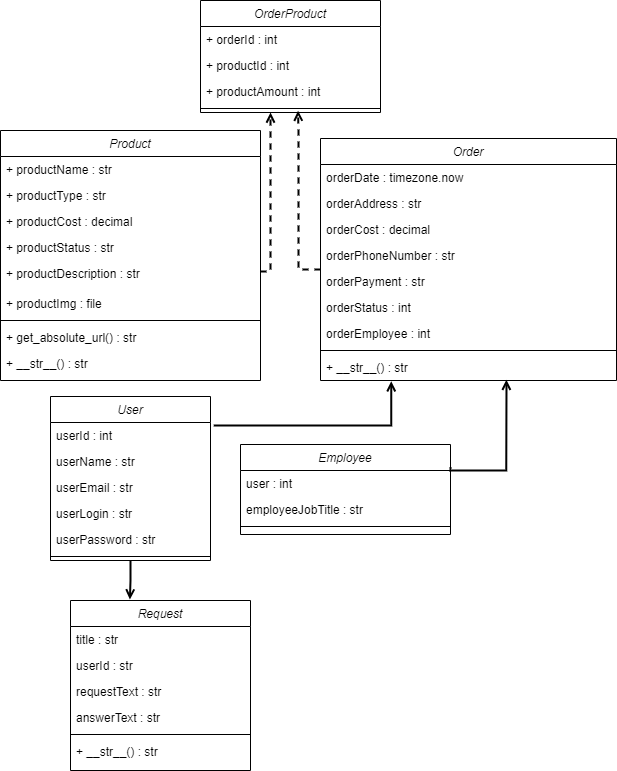 OrderProduct
+ orderId : int
+ productId : int
+ productAmount : int
Product
+ productName : str
+ productType : str
+ productCost : decimal
+ productStatus : str
+ productDescription : str
+ productImg : file
+ get_absolute_url() : str
+ __str__() : str
Order
orderDate : timezone.now
orderAddress : str
orderCost : decimal
orderPhoneNumber : str
orderPayment : str
orderStatus : int
orderEmployee : int
+ __str__() : str
User
userId : int
userName : str
userEmail : str
userLogin : str
userPassword : str
Employee
user : int
employeeJobTitle : str
Request
title : str
userId : str
requestText : str
answerText : str
+ __str__() : str